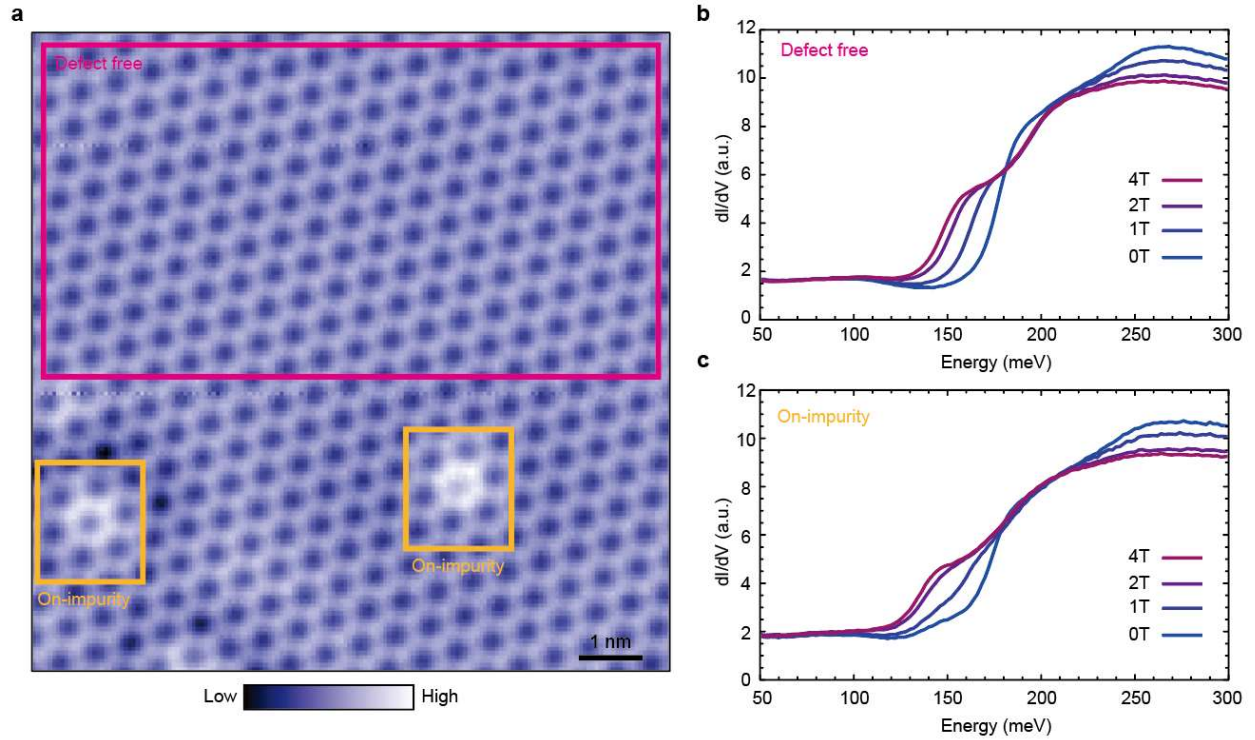 a
Defect free
On-impurity
On-impurity
1 nm
Low
High
b
Defect free
12
10
8
6
4
2
0
dI/dV (a.u.)
4T
2T
1T
0T
50
100
150
200
250
300
Energy (meV)
c
On-impurity
12
10
8
6
4
2
0
dI/dV (a.u.)
4T
2T
1T
0T
50
100
150
200
250
300
Energy (meV)